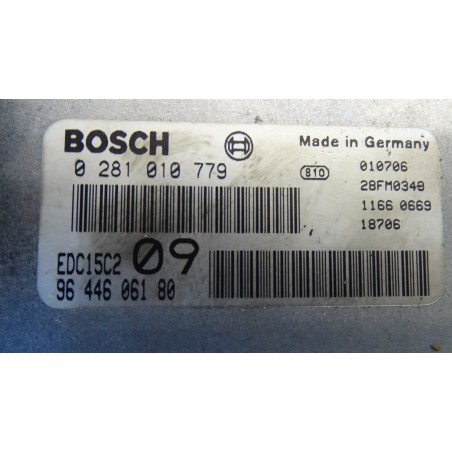 BOSCH
Made in Germany
0 281 010 779
810
010706
28FM0349
1166 0669
18706
EDC15C2 09
96 446 061 80